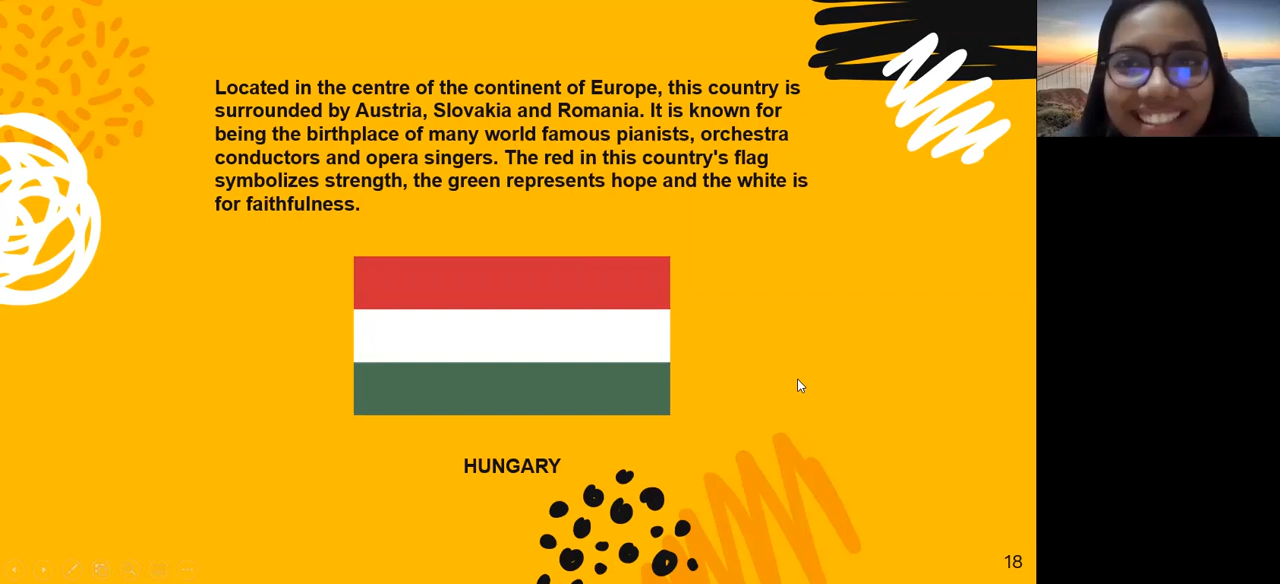 Located in the centre of the continent of Europe, this country is
surrounded by Austria, Slovakia and Romania. It is known for
being the birthplace of many world famous pianists, orchestra
conductors and opera singers. The red in this country's flag
symbolizes strength, the green represents hope and the white is
for faithfulness.
HUNGARY
18